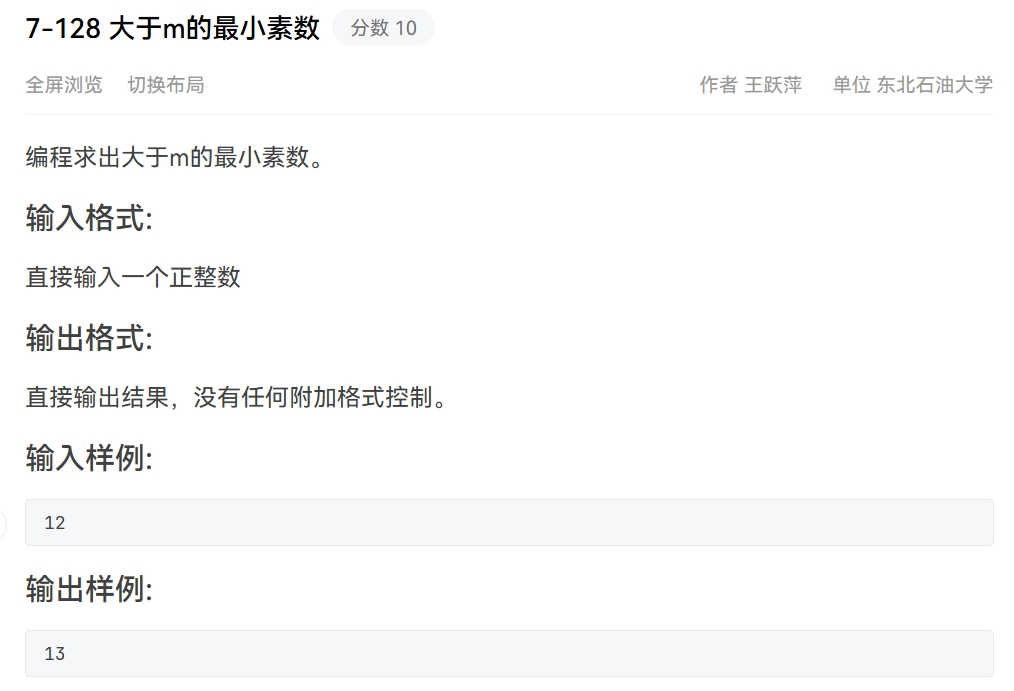 7-128 大于m的最小素数 分数 10
全屏浏览 切换布局 作者 王跃萍 单位 东北石油大学
编程求出大于m的最小素数。
输入格式:
直接输入一个正整数
输出格式:
直接输出结果，没有任何附加格式控制。
输入样例:
12
输出样例:
13